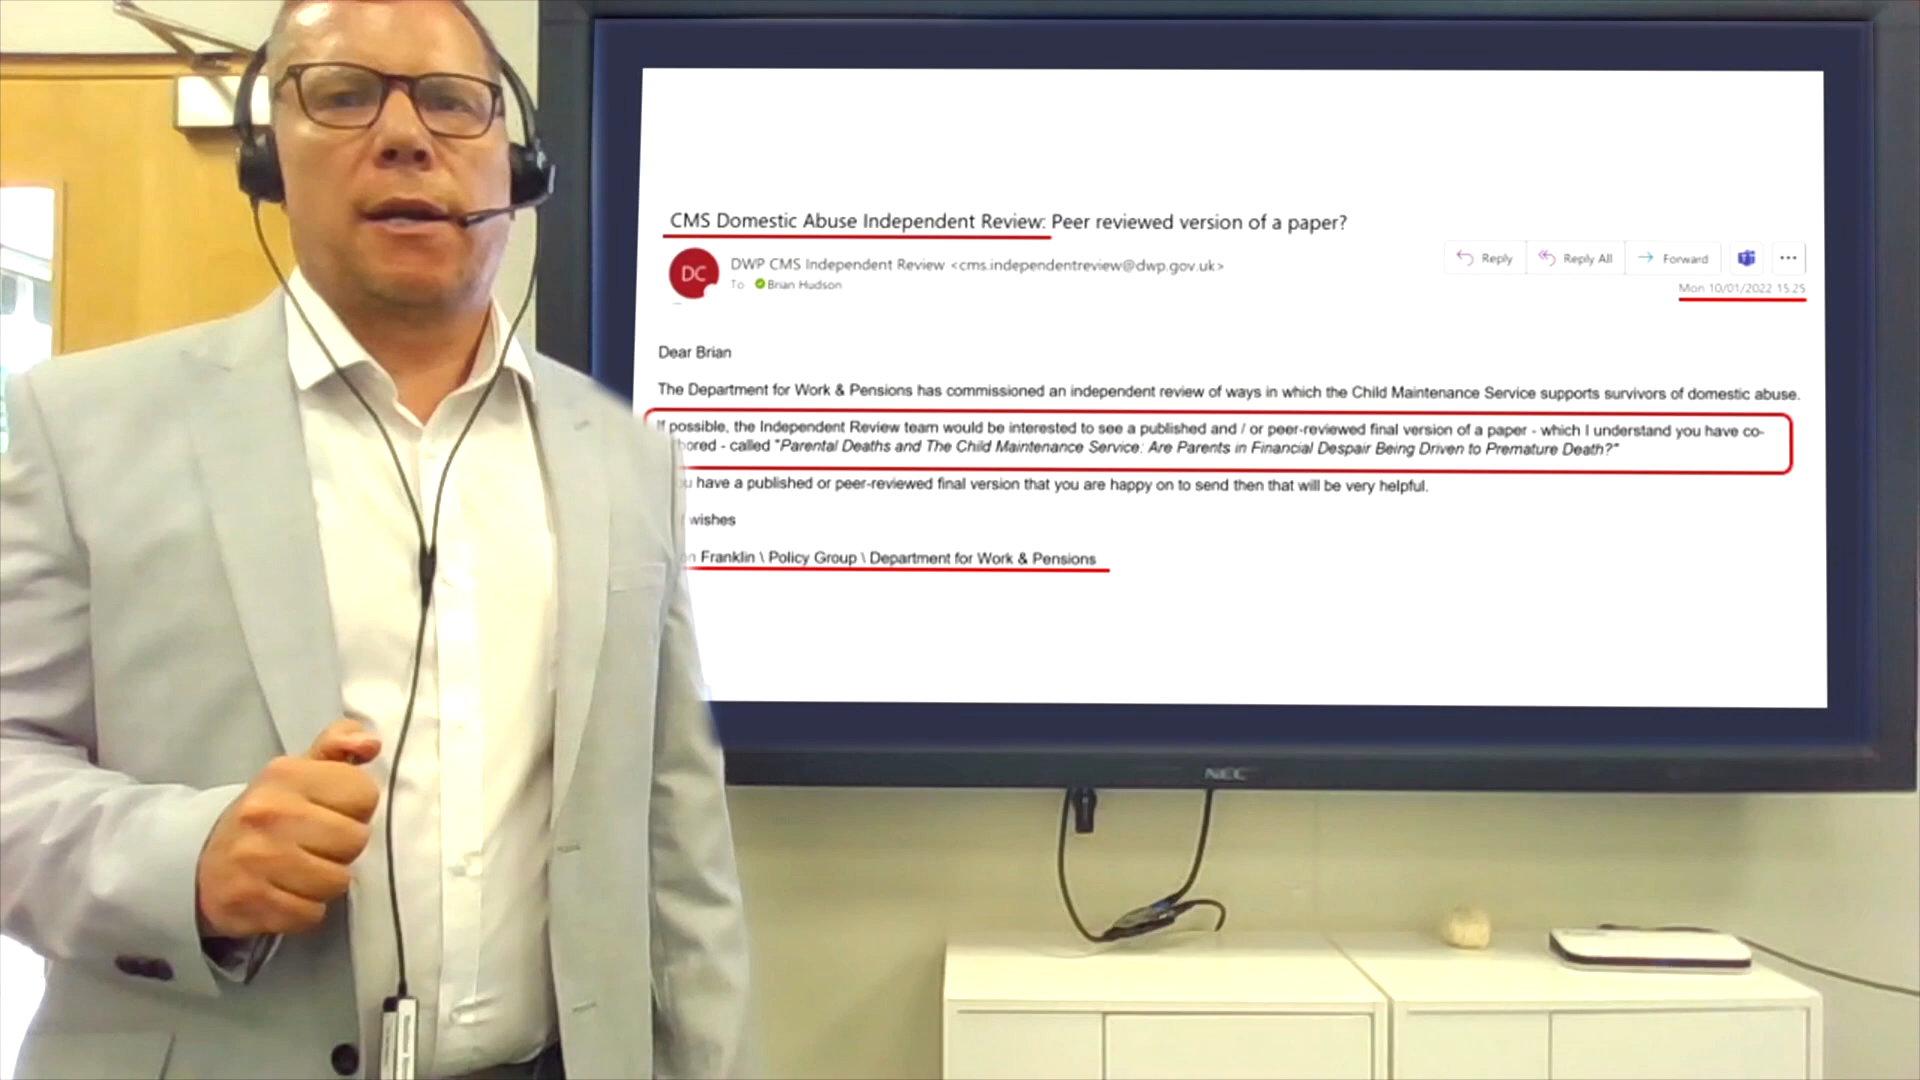 CMS Domestic Abuse Independent Review: Peer reviewed version of a paper?
DC
DWP CMS Independent Review <cms.independentreview@dwp.gov.uk>
To Brian Hudson
Reply
Reply All
Forward
Mon 10/01/2022 15:25
Dear Brian
The Department for Work & Pensions has commissioned an independent review of ways in which the Child Maintenance Service supports survivors of domestic abuse.
If possible, the Independent Review team would be interested to see a published and / or peer-reviewed final version of a paper - which I understand you have co-
ored - called "Parental Deaths and The Child Maintenance Service: Are Parents in Financial Despair Being Driven to Premature Death?"
u have a published or peer-reviewed final version that you are happy on to send then that will be very helpful.
wishes
n Franklin \ Policy Group \ Department for Work & Pensions
NEC